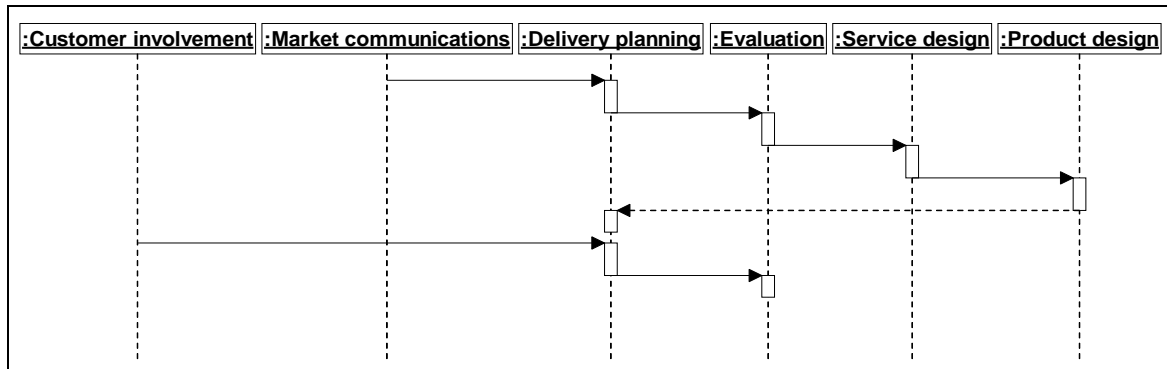 :Customer involvement :Market communications :Delivery planning :Evaluation :Service design :Product design